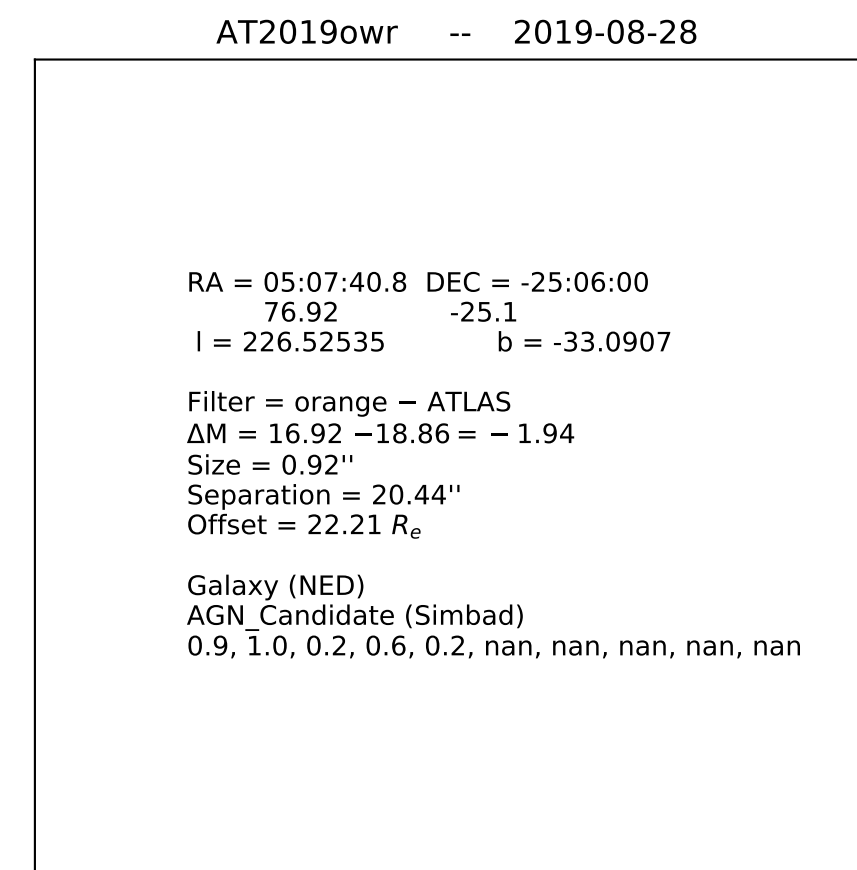 AT2019owr -- 2019-08-28
RA = 05:07:40.8 DEC = -25:06:00
76.92 -25.1
l = 226.52535 b = -33.0907
Filter = orange − ATLAS
ΔM = 16.92 −18.86 = − 1.94
Size = 0.92''
Separation = 20.44''
Offset = 22.21 Rₑ
Galaxy (NED)
AGN_Candidate (Simbad)
0.9, 1.0, 0.2, 0.6, 0.2, nan, nan, nan, nan, nan